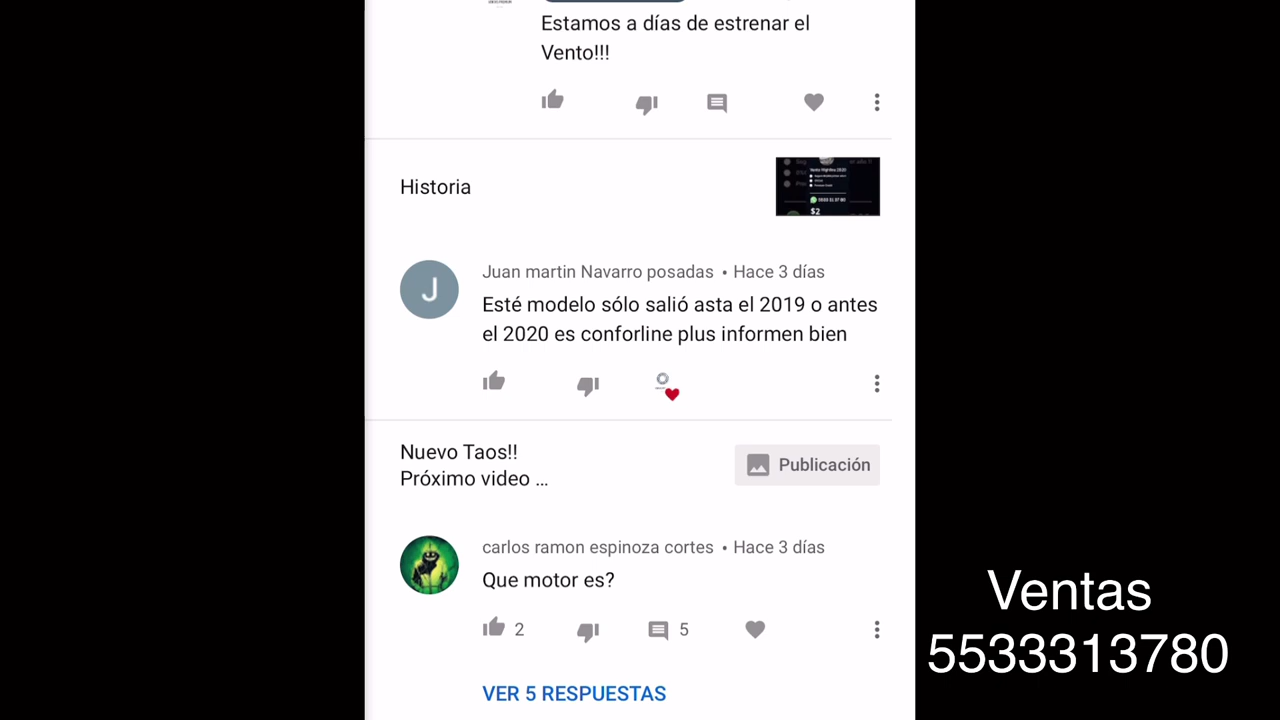 Estamos a días de estrenar el
Vento!!!
Historia
$2
Juan martin Navarro posadas • Hace 3 días
Esté modelo sólo salió asta el 2019 o antes
el 2020 es conforline plus informen bien
Nuevo Taos!!
Próximo video ...
Publicación
carlos ramon espinoza cortes • Hace 3 días
Que motor es?
2
5
VER 5 RESPUESTAS
Ventas
5533313780